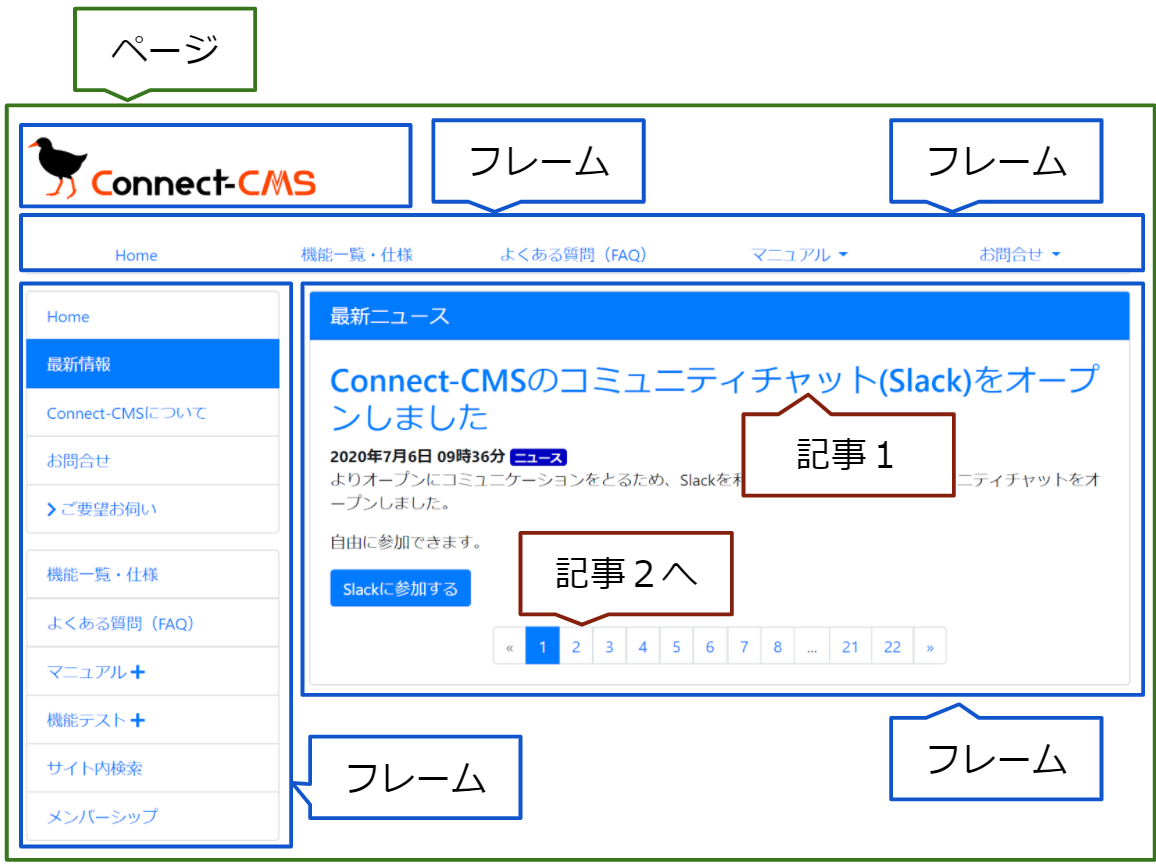 ページ
Connect-CMS
フレーム
フレーム
Home
機能一覧・仕様
よくある質問（FAQ）
マニュアル
お問合せ
Home
最新情報
Connect-CMSについて
お問合せ
ご要望お伺い
機能一覧・仕様
よくある質問（FAQ）
マニュアル
機能テスト
サイト内検索
メンバーシップ
最新ニュース
Connect-CMSのコミュニティチャット(Slack)をオープ
ンしました
2020年7月6日 09時36分 ニュース
記事１
よりオープンにコミュニケーションをとるため、Slackを ニティチャットをオ
ープンしました。
自由に参加できます。
記事２へ
Slackに参加する
« 1 2 3 4 5 6 7 8 ... 21 22 »
フレーム
フレーム